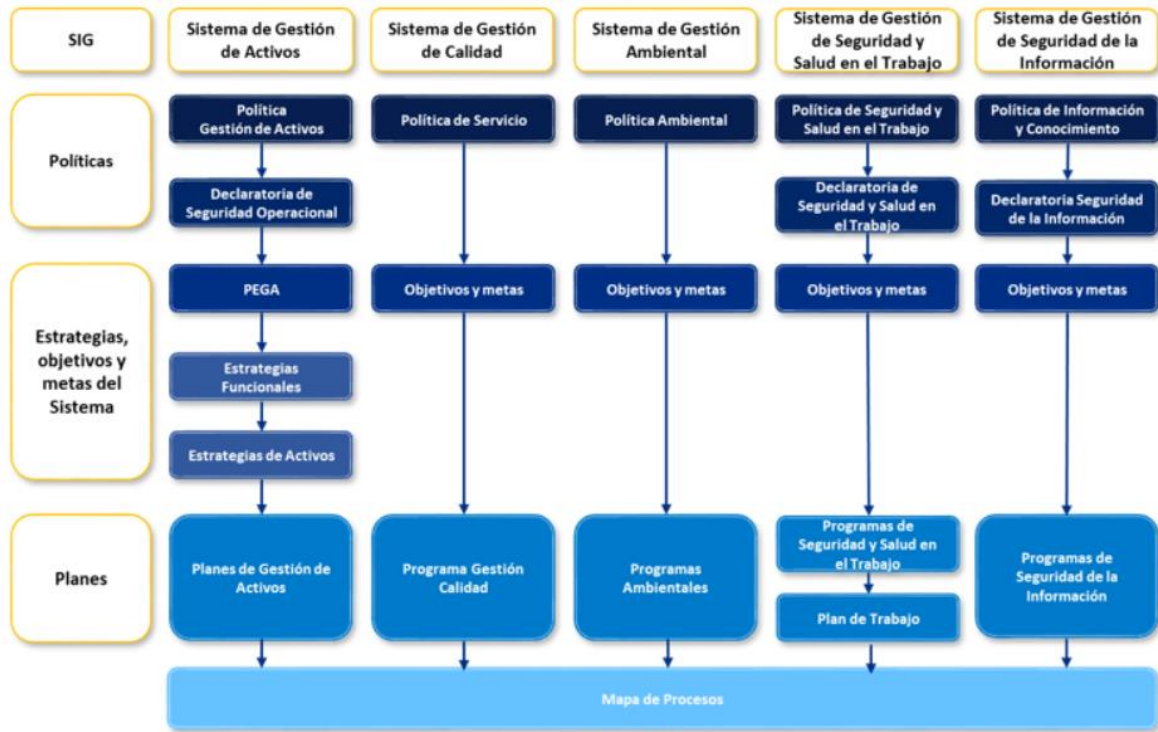 SIG
Sistema de Gestión
de Activos
Sistema de Gestión
de Calidad
Sistema de Gestión
Ambiental
Sistema de Gestión
de Seguridad y
Salud en el Trabajo
Sistema de Gestión
de Seguridad de la
Información
Políticas
Política
Gestión de Activos
Política de Servicio
Política Ambiental
Política de Seguridad y
Salud en el Trabajo
Política de Información
y Conocimiento
Declaratoria de
Seguridad Operacional
Declaratoria de
Seguridad y Salud en
el Trabajo
Declaratoria Seguridad
de la Información
Estrategias,
objetivos y
metas del
Sistema
PEGA
Objetivos y metas
Objetivos y metas
Objetivos y metas
Objetivos y metas
Estrategias
Funcionales
Estrategias de Activos
Planes
Planes de Gestión de
Activos
Programa Gestión
Calidad
Programas
Ambientales
Programas de
Seguridad y Salud en
el Trabajo
Plan de Trabajo
Programas de
Seguridad de la
Información
Mapa de Procesos